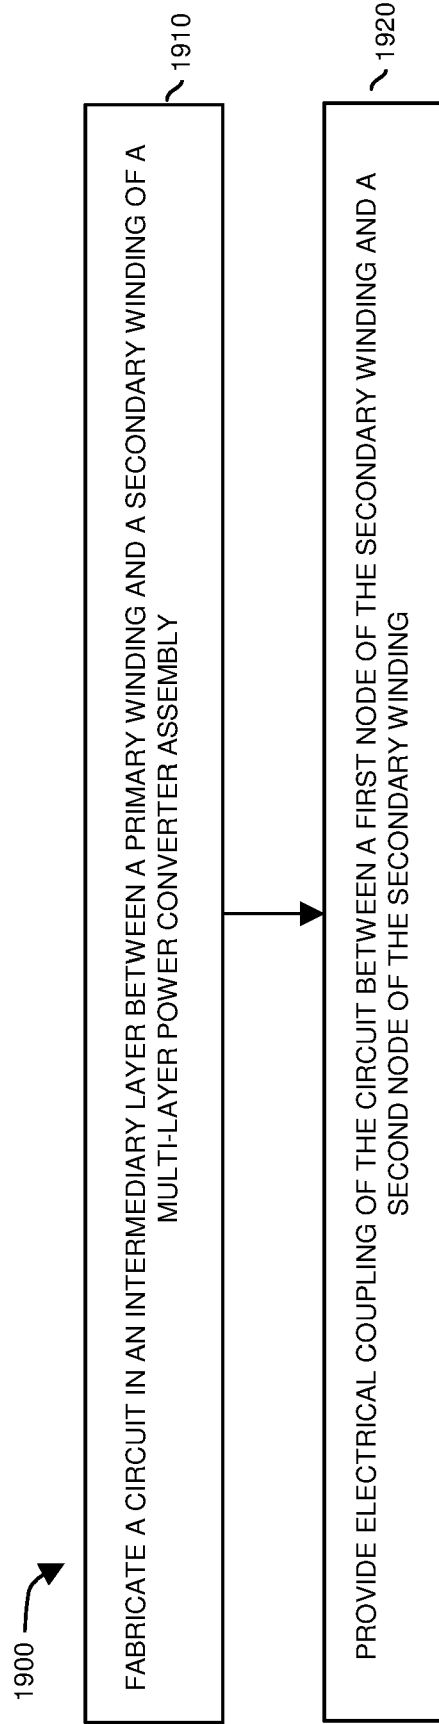 1900
FABRICATE A CIRCUIT IN AN INTERMEDIARY LAYER BETWEEN A PRIMARY WINDING AND A SECONDARY WINDING OF A
MULTI-LAYER POWER CONVERTER ASSEMBLY
1910
PROVIDE ELECTRICAL COUPLING OF THE CIRCUIT BETWEEN A FIRST NODE OF THE SECONDARY WINDING AND A
SECOND NODE OF THE SECONDARY WINDING
1920